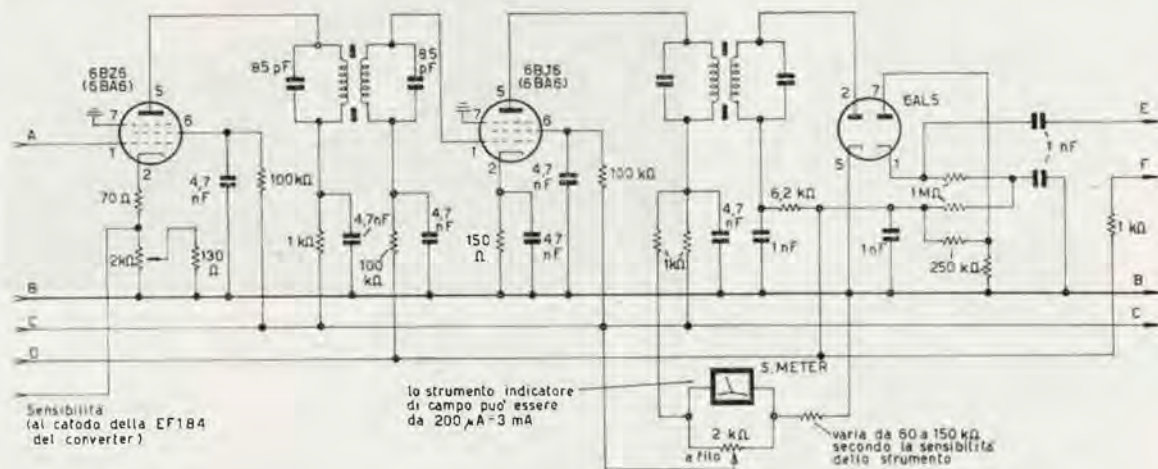 6BZ6
(6BA6)
5
7
6
1
2
A
70 Ω
2kΩ
130
Ω
4,7
nF
100kΩ
85 pF
85
pF
1 kΩ
4,7nF
100
kΩ
4,7
nF
6BJ6
(6BA6)
5
7
6
1
2
150
Ω
4,7
nF
4,7
nF
100 kΩ
1kΩ
4,7
nF
6,2 kΩ
1 nF
2
7
6AL5
5
1
1 nF
1MΩ
1nF
250 kΩ
1 kΩ
E
F
B
B
C
C
D
Sensibilità
(al catodo della EF184
del converter)
lo strumento indicatore
di campo puo' essere
da 200 µA-3 mA
S. METER
2 kΩ
a filo
varia da 60 a 150 kΩ
secondo la sensibilità
dello strumento